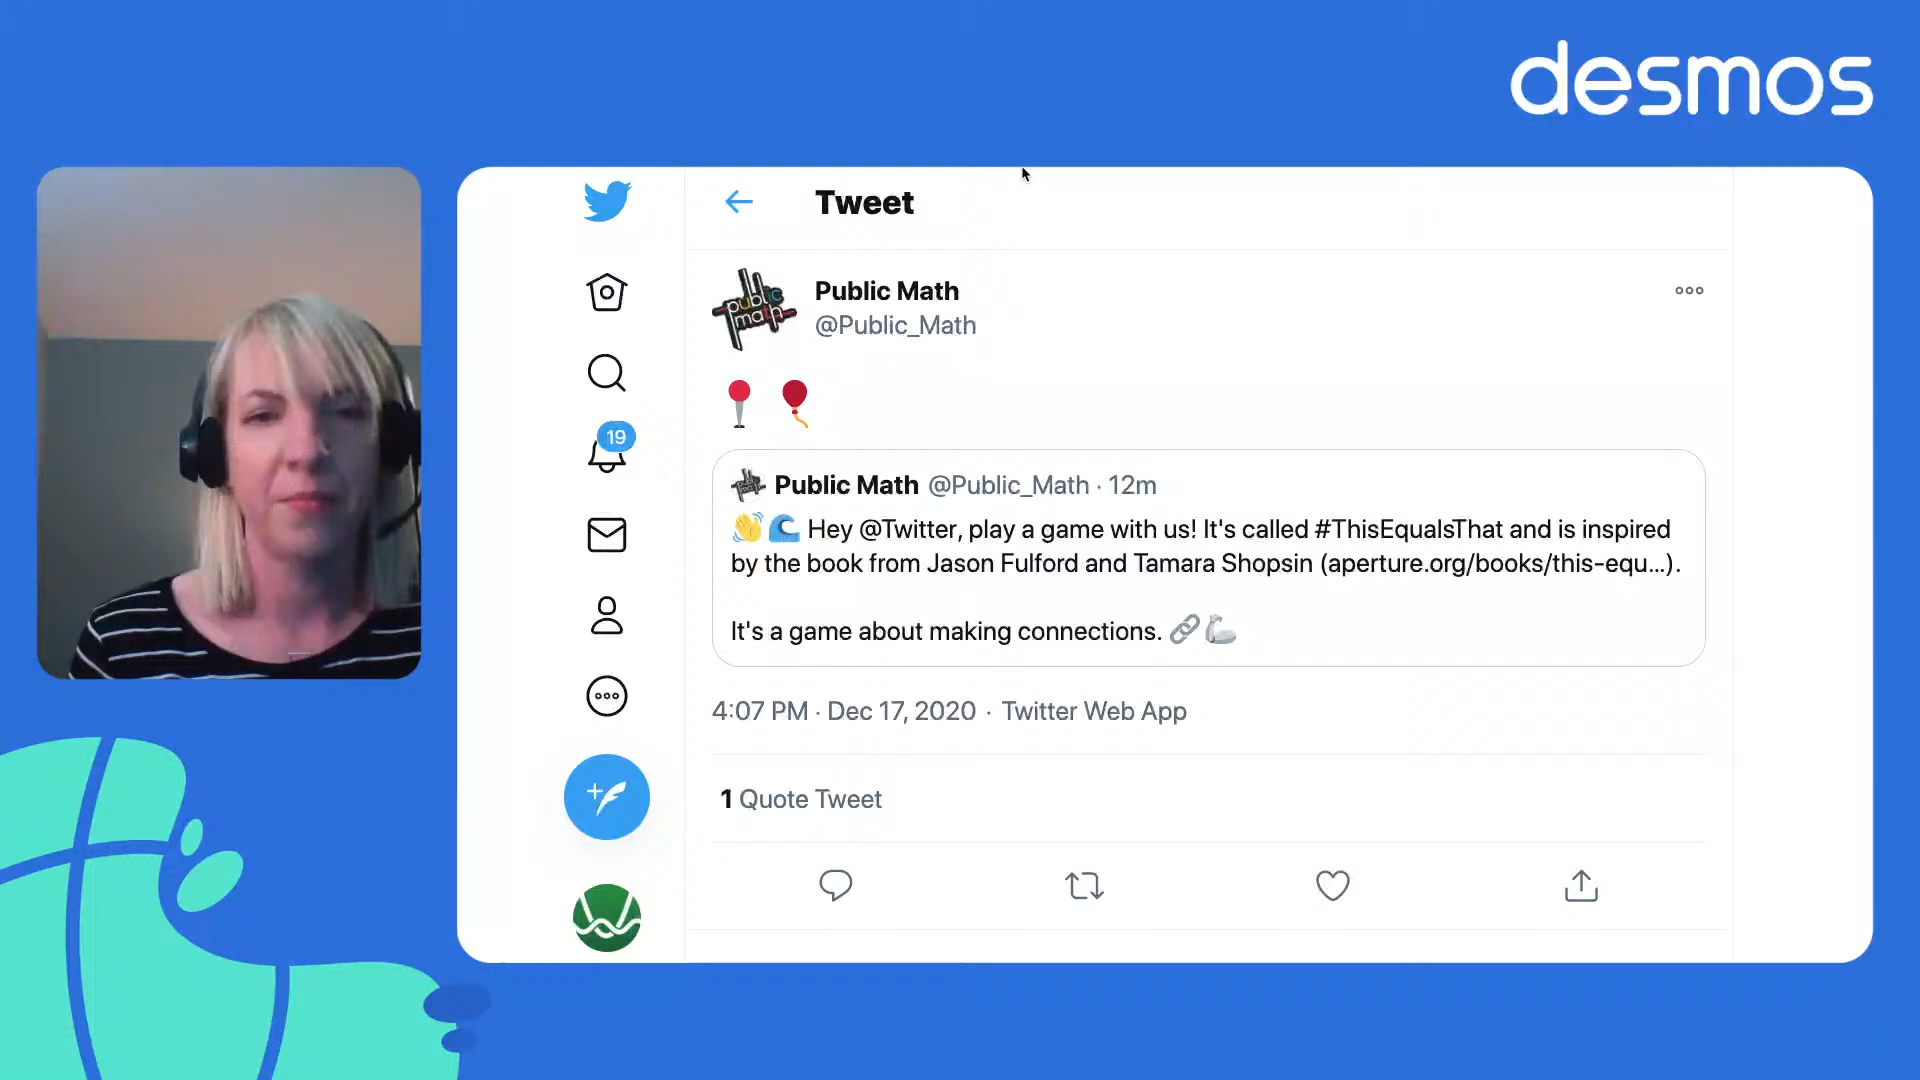 desmos
Tweet
public
math
Public Math
@Public_Math
19
Public Math @Public_Math · 12m
👋🌊 Hey @Twitter, play a game with us! It's called #ThisEqualsThat and is inspired
by the book from Jason Fulford and Tamara Shopsin (aperture.org/books/this-equ...).
It's a game about making connections. 🔗🦾
4:07 PM · Dec 17, 2020 · Twitter Web App
1 Quote Tweet